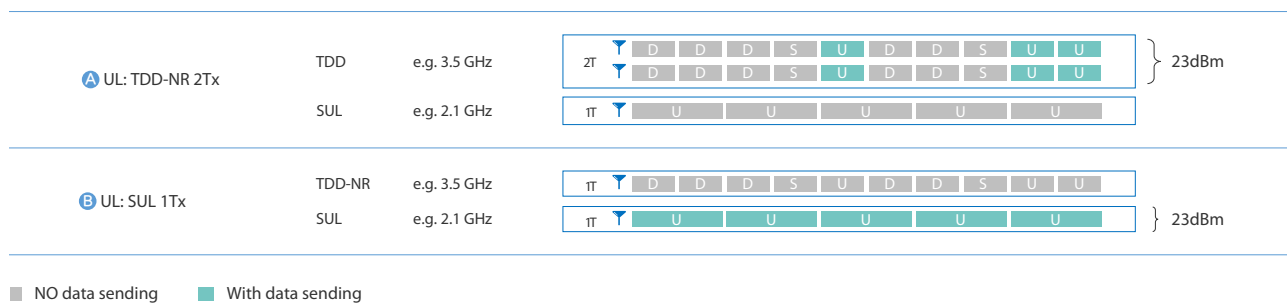 D D D S U D D S U U
A UL: TDD-NR 2Tx TDD e.g. 3.5 GHz 2T 23dBm
D D D S U D D S U U
SUL e.g. 2.1 GHz 1T U U U U U
TDD-NR e.g. 3.5 GHz 1T D D D S U D D S U U
B UL: SUL 1Tx
SUL e.g. 2.1 GHz 1T U U U U U 23dBm
NO data sending With data sending